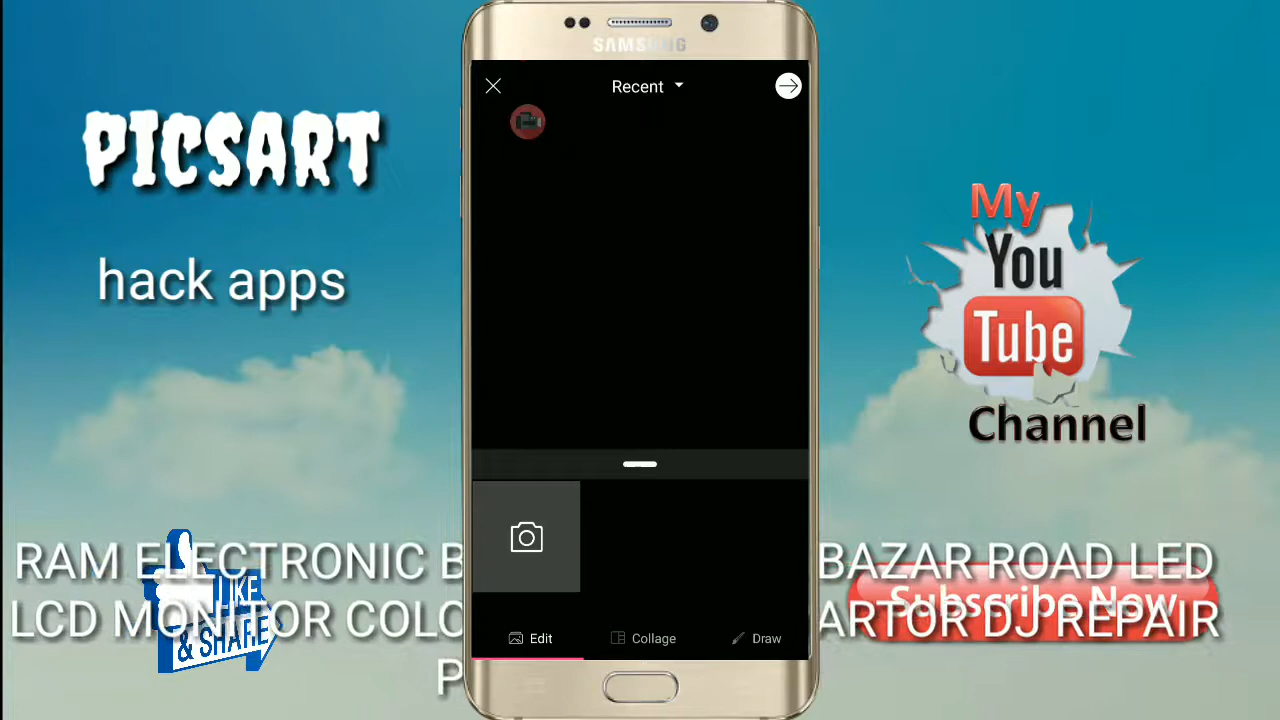 SAMSUNG
Recent
PICSART
hack apps
My
You
Tube
Channel
RAM ELECTRONIC B BAZAR ROAD LED
LCD MONITOR COLO ARTOR DJ REPAIR
P
LIKE
& SHARE
Subscribe Now
Edit Collage Draw